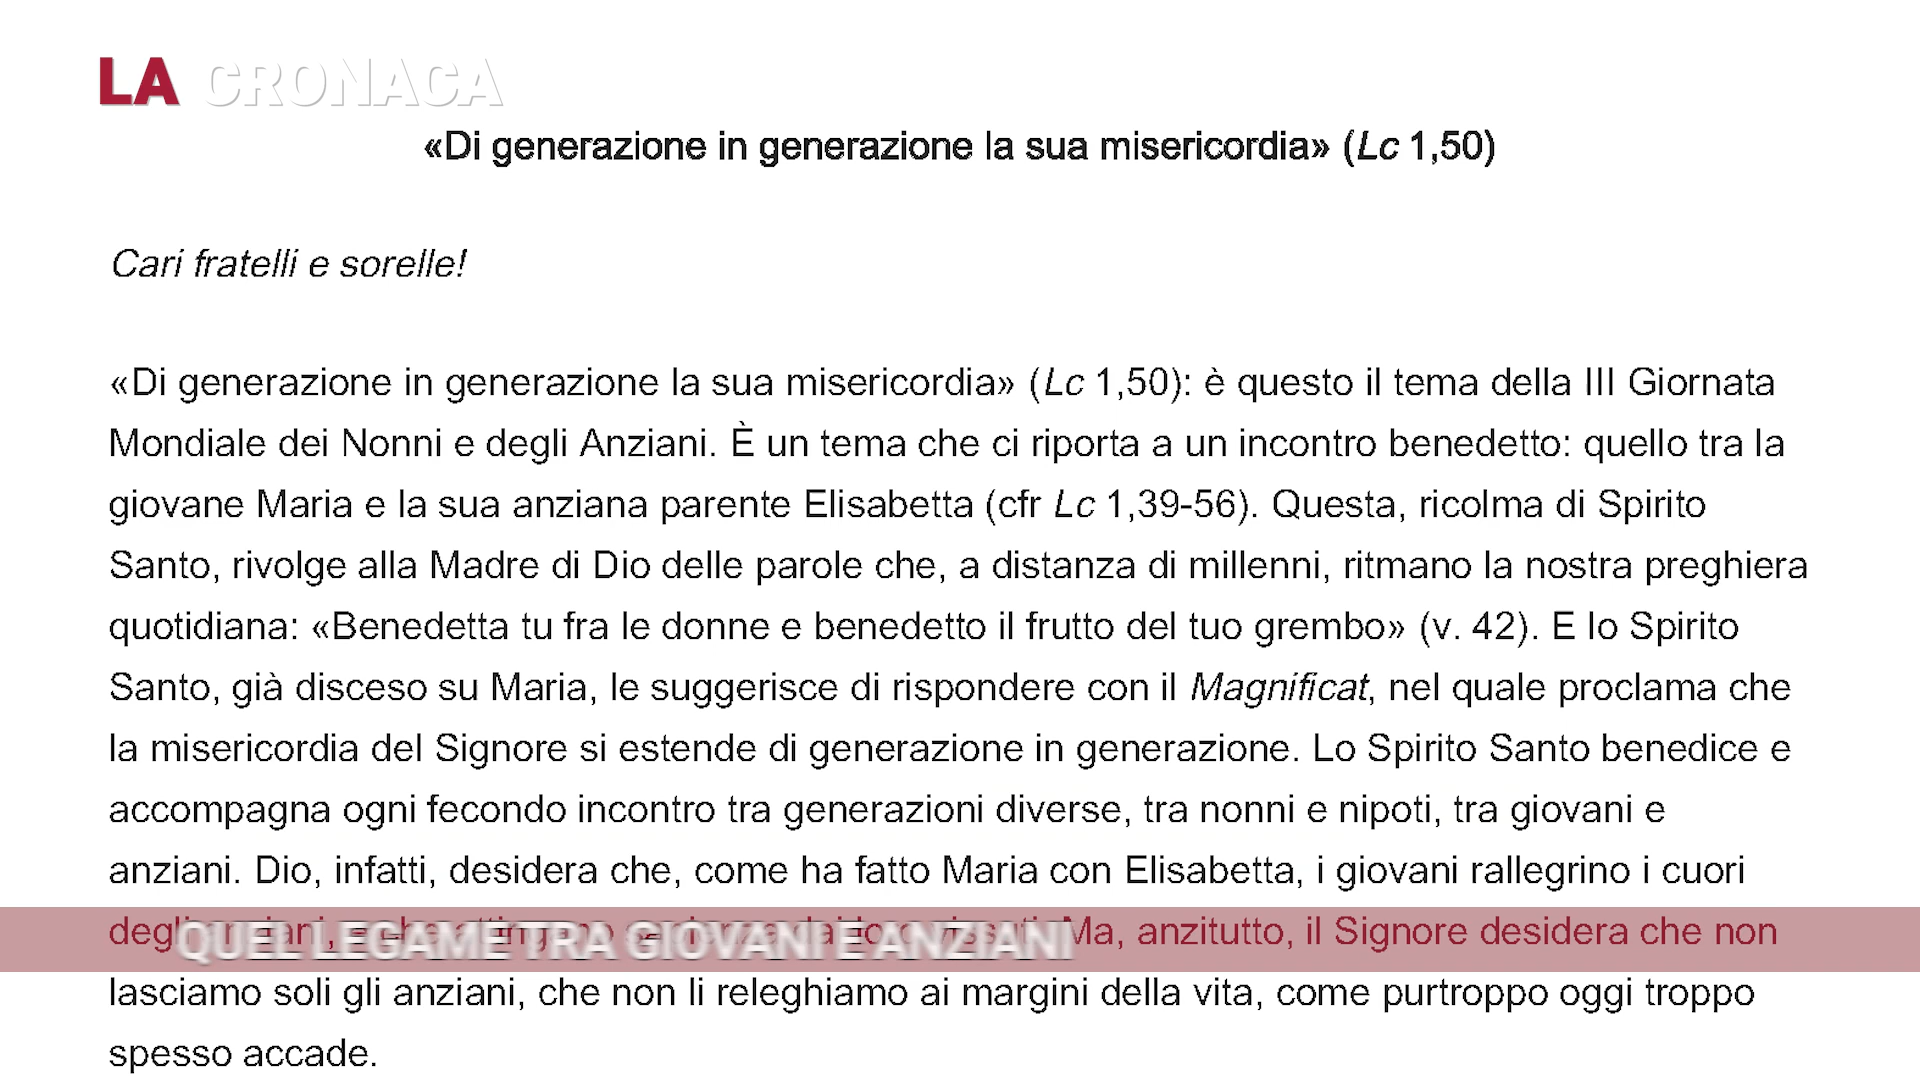 LA CRONACA
«Di generazione in generazione la sua misericordia» (Lc 1,50)
Cari fratelli e sorelle!
«Di generazione in generazione la sua misericordia» (Lc 1,50): è questo il tema della III Giornata
Mondiale dei Nonni e degli Anziani. È un tema che ci riporta a un incontro benedetto: quello tra la
giovane Maria e la sua anziana parente Elisabetta (cfr Lc 1,39-56). Questa, ricolma di Spirito
Santo, rivolge alla Madre di Dio delle parole che, a distanza di millenni, ritmano la nostra preghiera
quotidiana: «Benedetta tu fra le donne e benedetto il frutto del tuo grembo» (v. 42). E lo Spirito
Santo, già disceso su Maria, le suggerisce di rispondere con il Magnificat, nel quale proclama che
la misericordia del Signore si estende di generazione in generazione. Lo Spirito Santo benedice e
accompagna ogni fecondo incontro tra generazioni diverse, tra nonni e nipoti, tra giovani e
anziani. Dio, infatti, desidera che, come ha fatto Maria con Elisabetta, i giovani rallegrino i cuori
Ma, anzitutto, il Signore desidera che non
QUEL LEGAME TRA GIOVANI E ANZIANI
lasciamo soli gli anziani, che non li releghiamo ai margini della vita, come purtroppo oggi troppo
spesso accade.